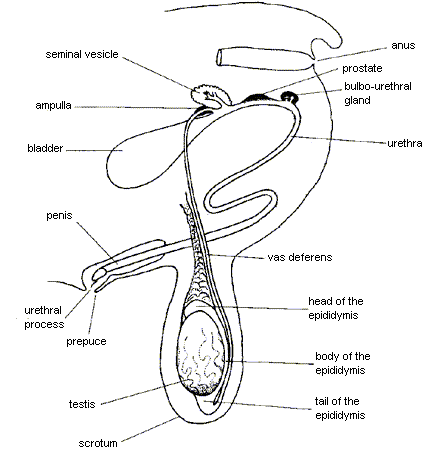 anus
seminal vesicle
prostate
bulbo-urethral
gland
ampulla
urethra
bladder
penis
vas deferens
urethral
process
head of the
epididymis
prepuce
body of the
epididymis
testis
tail of the
epididymis
scrotum